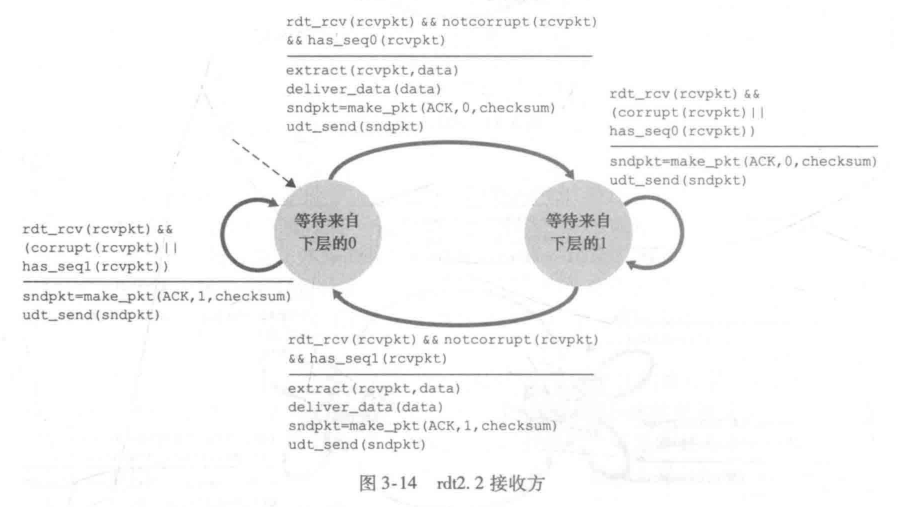 rdt_rcv(rcvpkt) && notcorrupt(rcvpkt)
&& has_seq0(rcvpkt)
extract(rcvpkt,data)
deliver_data(data)
sndpkt=make_pkt(ACK,0,checksum)
udt_send(sndpkt)
rdt_rcv(rcvpkt) &&
(corrupt(rcvpkt)||
has_seq0(rcvpkt))
sndpkt=make_pkt(ACK,0,checksum)
udt_send(sndpkt)
等待来自
下层的0
等待来自
下层的1
rdt_rcv(rcvpkt) &&
(corrupt(rcvpkt)||
has_seq1(rcvpkt))
sndpkt=make_pkt(ACK,1,checksum)
udt_send(sndpkt)
rdt_rcv(rcvpkt) && notcorrupt(rcvpkt)
&& has_seq1(rcvpkt)
extract(rcvpkt,data)
deliver_data(data)
sndpkt=make_pkt(ACK,1,checksum)
udt_send(sndpkt)
图 3-14 rdt2.2 接收方